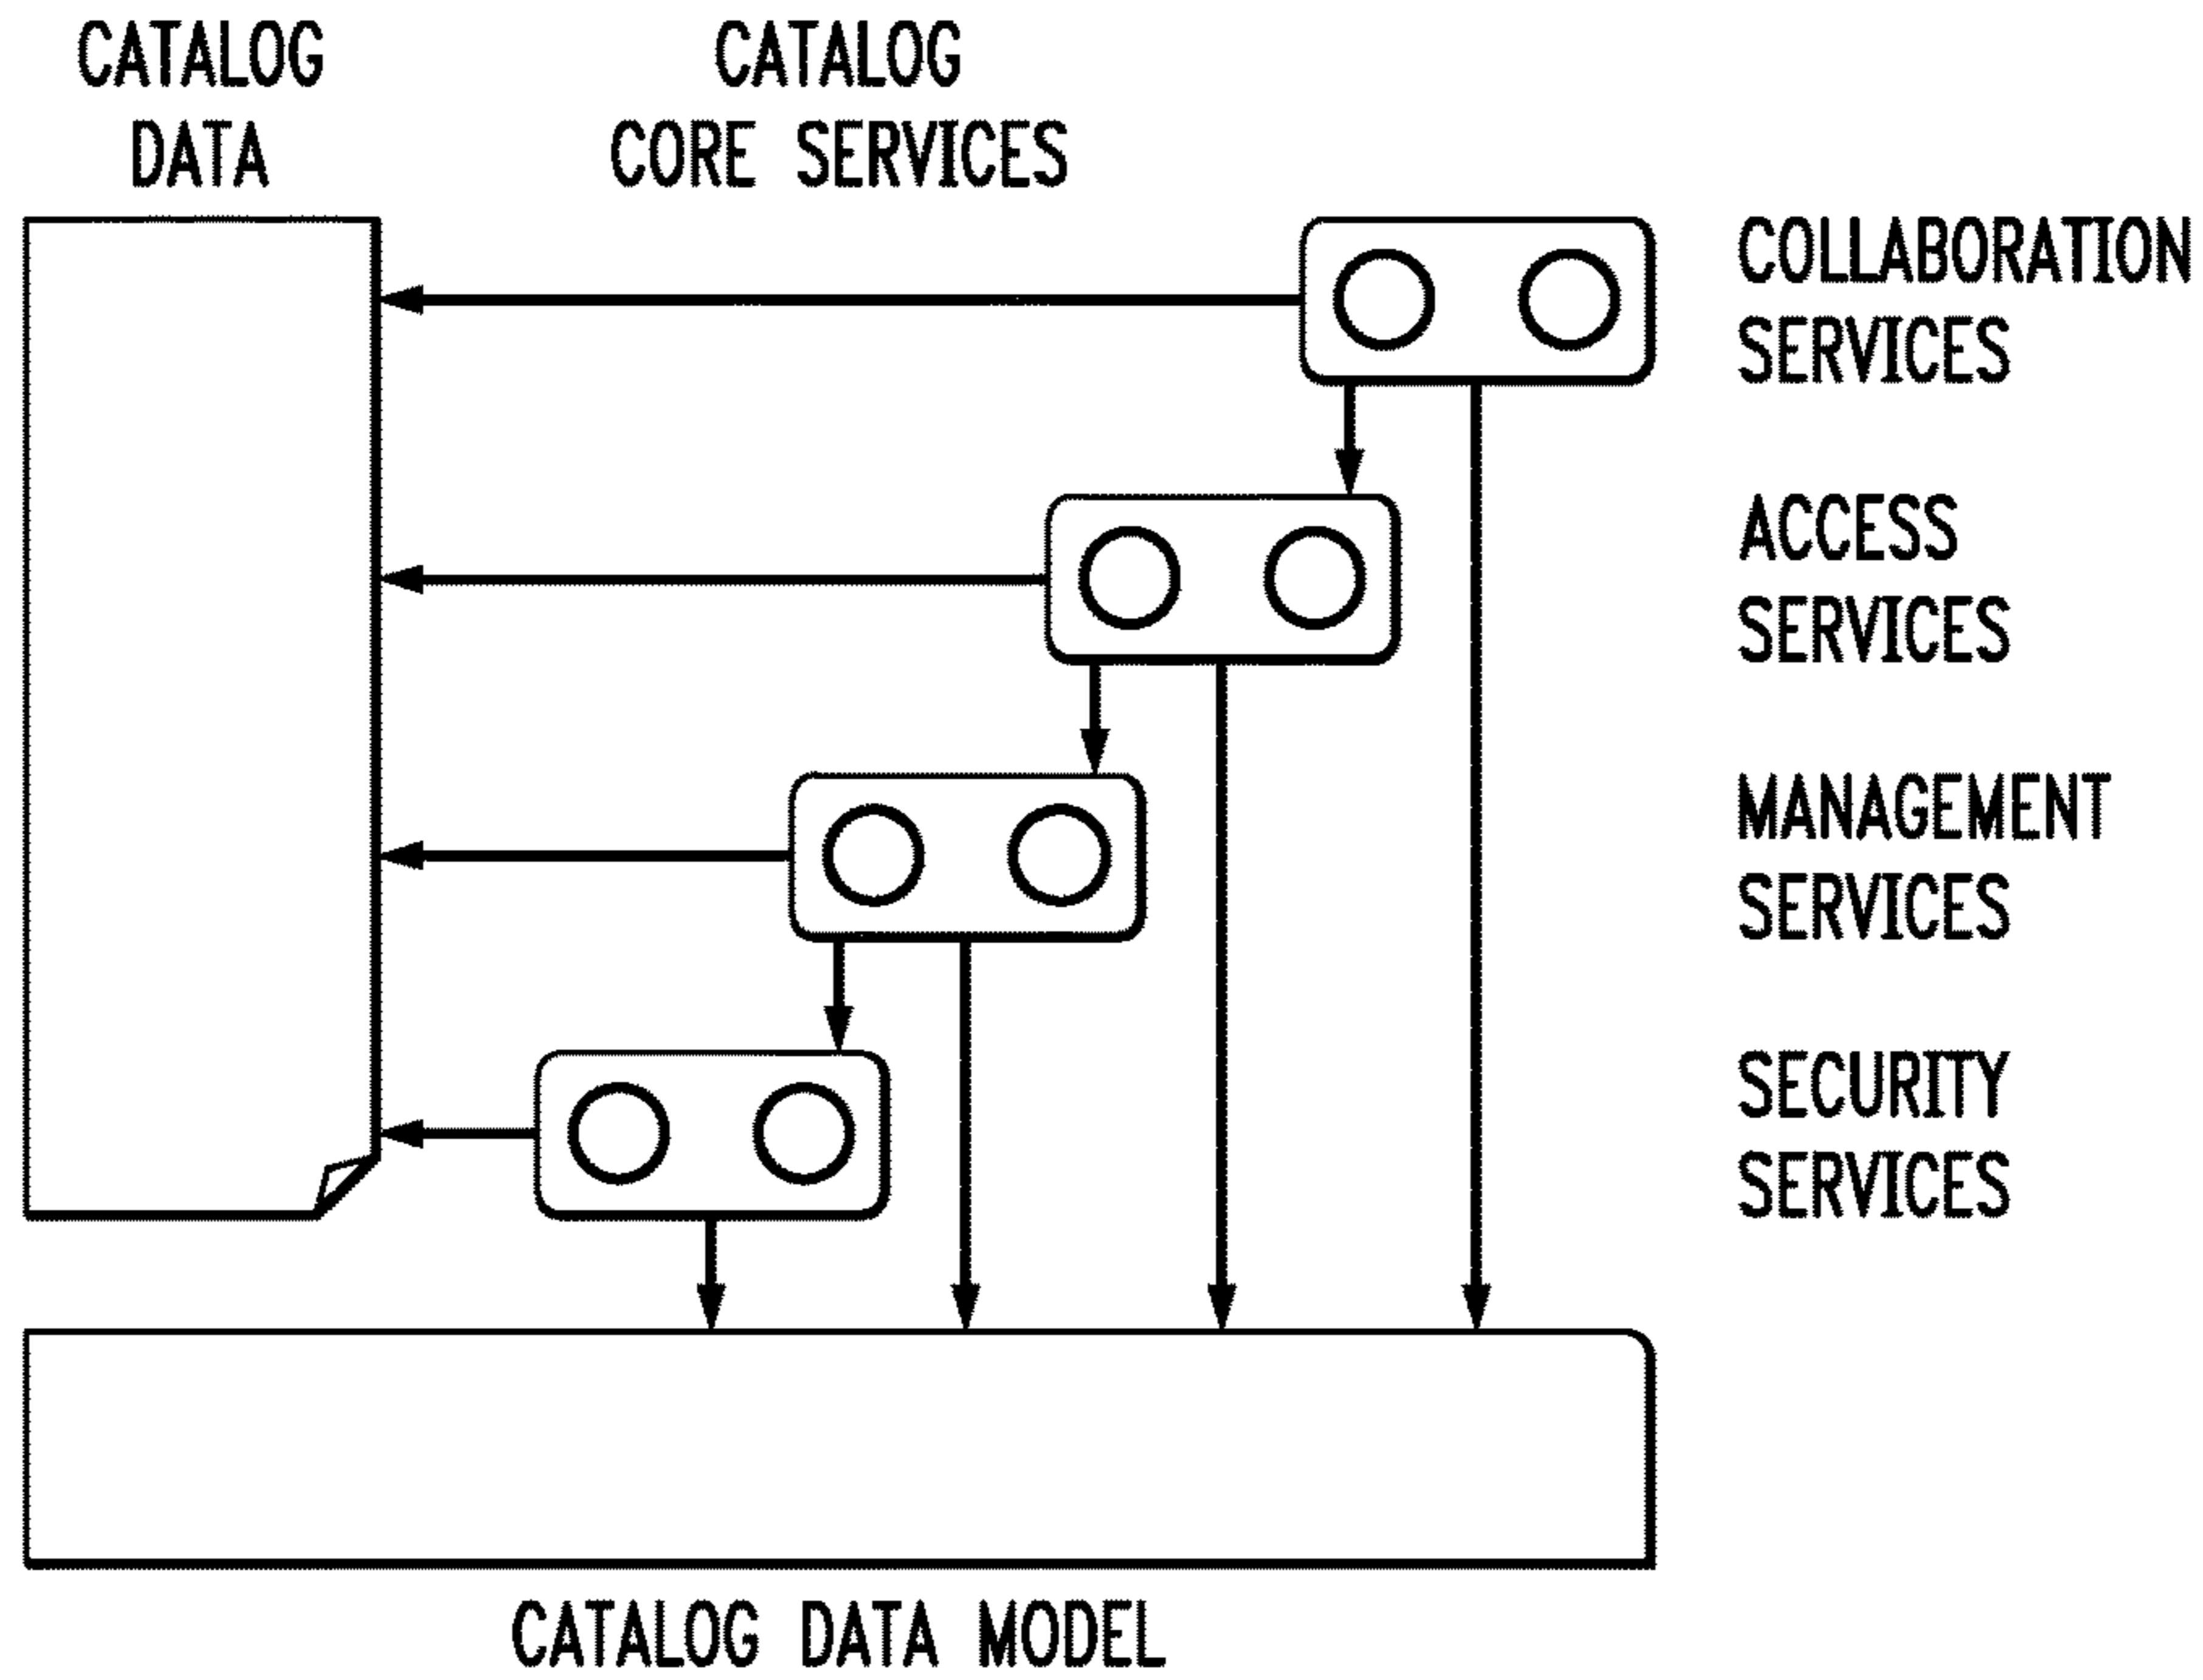 CATALOG
DATA
CATALOG
CORE SERVICES
COLLABORATION
SERVICES
ACCESS
SERVICES
MANAGEMENT
SERVICES
SECURITY
SERVICES
CATALOG DATA MODEL